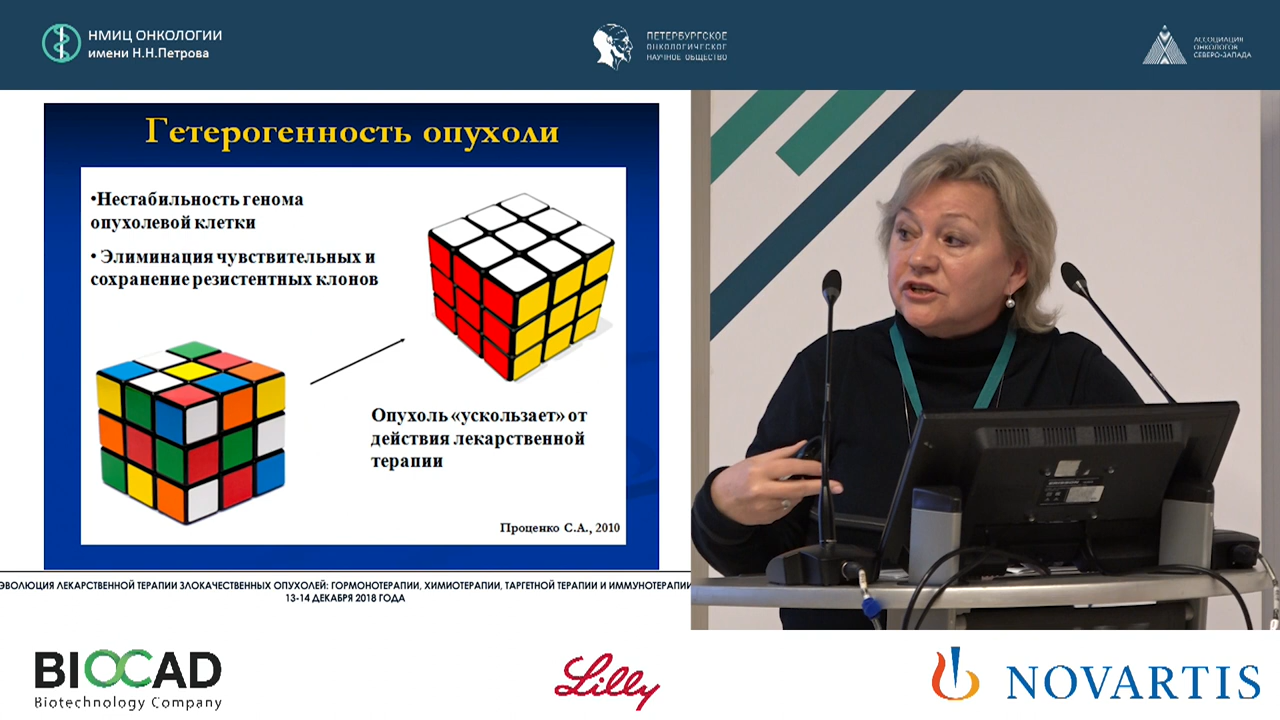 НМИЦ ОНКОЛОГИИ
имени Н.Н.Петрова
ПЕТЕРБУРГСКОЕ
ОНКОЛОГИЧЕСКОЕ
НАУЧНОЕ ОБЩЕСТВО
АССОЦИАЦИЯ
ОНКОЛОГОВ
СЕВЕРО-ЗАПАДА
Гетерогенность опухоли
•Нестабильность генома
опухолевой клетки
• Элиминация чувствительных и
сохранение резистентных клонов
Опухоль «ускользает» от
действия лекарственной
терапии
Проценко С.А., 2010
ЭВОЛЮЦИЯ ЛЕКАРСТВЕННОЙ ТЕРАПИИ ЗЛОКАЧЕСТВЕННЫХ ОПУХОЛЕЙ: ГОРМОНОТЕРАПИИ, ХИМИОТЕРАПИИ, ТАРГЕТНОЙ ТЕРАПИИ И ИММУНОТЕРАПИИ
13-14 ДЕКАБРЯ 2018 ГОДА
BIOCAD
Biotechnology Company
Lilly
NOVARTIS